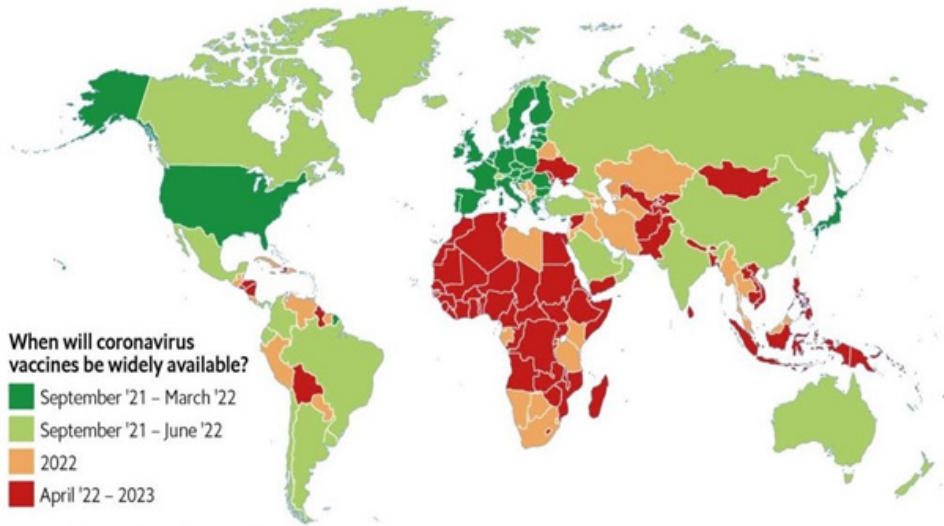 When will coronavirus
vaccines be widely available?
September '21 – March '22
September '21 – June '22
2022
April '22 – 2023